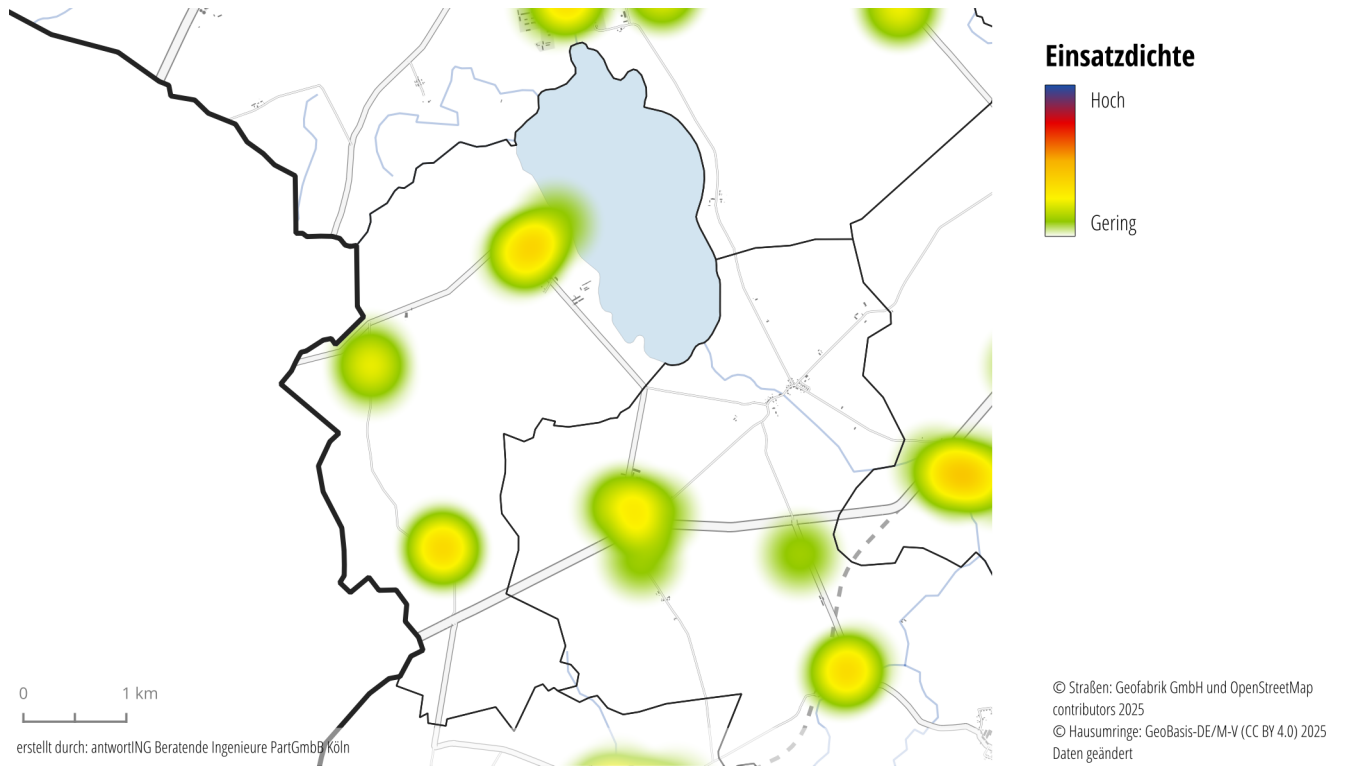 Einsatzdichte
Hoch
Gering
0 1 km
erstellt durch: antwortING Beratende Ingenieure PartGmbB Köln
© Straßen: Geofabrik GmbH und OpenStreetMap
contributors 2025
© Hausumringe: GeoBasis-DE/M-V (CC BY 4.0) 2025
Daten geändert